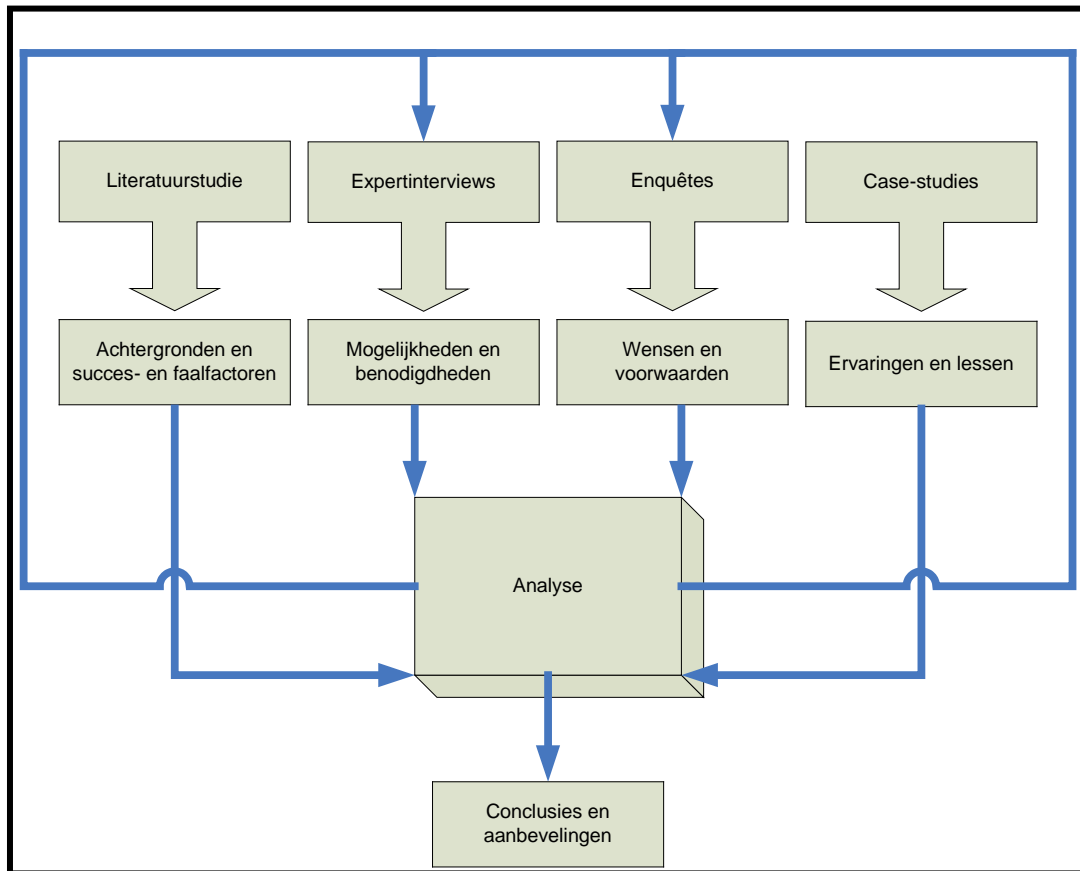 Literatuurstudie
Expertinterviews
Enquêtes
Case-studies
Achtergronden en
succes- en faalfactoren
Mogelijkheden en
benodigdheden
Wensen en
voorwaarden
Ervaringen en lessen
Analyse
Conclusies en
aanbevelingen